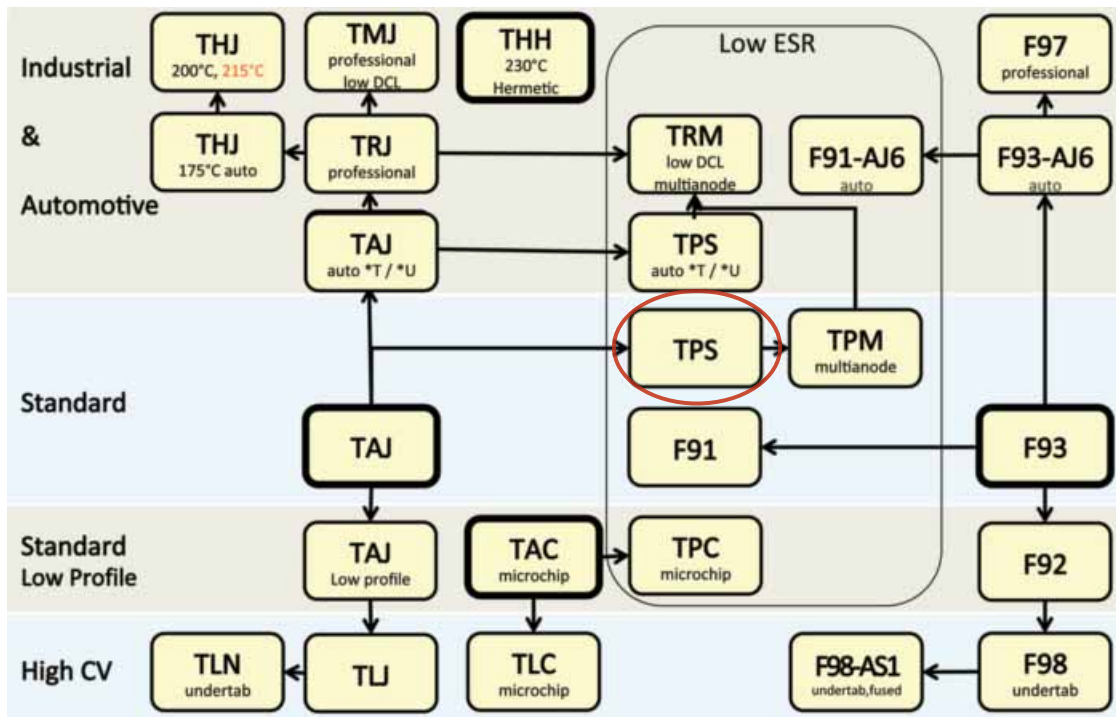 Industrial
&
Automotive
THJ
200°C, 215°C
TMJ
professional
low DCL
THH
230°C
Hermetic
Low ESR
F97
professional
THJ
175°C auto
TRJ
professional
TRM
low DCL
multianode
F91-AJ6
auto
F93-AJ6
auto
TAJ
auto *T / *U
TPS
auto *T / *U
Standard
TPS
TPM
multianode
TAJ
F91
F93
Standard
Low Profile
TAJ
Low profile
TAC
microchip
TPC
microchip
F92
High CV
TLN
undertab
TLJ
TLC
microchip
F98-AS1
undertab,fused
F98
undertab